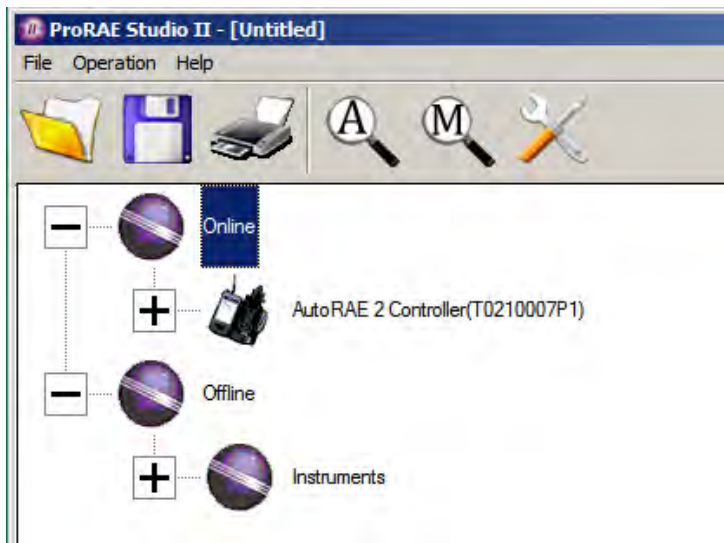 ProRAE Studio II - [Untitled]
File Operation Help
A M
Online
AutoRAE 2 Controller(T0210007P1)
Offline
Instruments